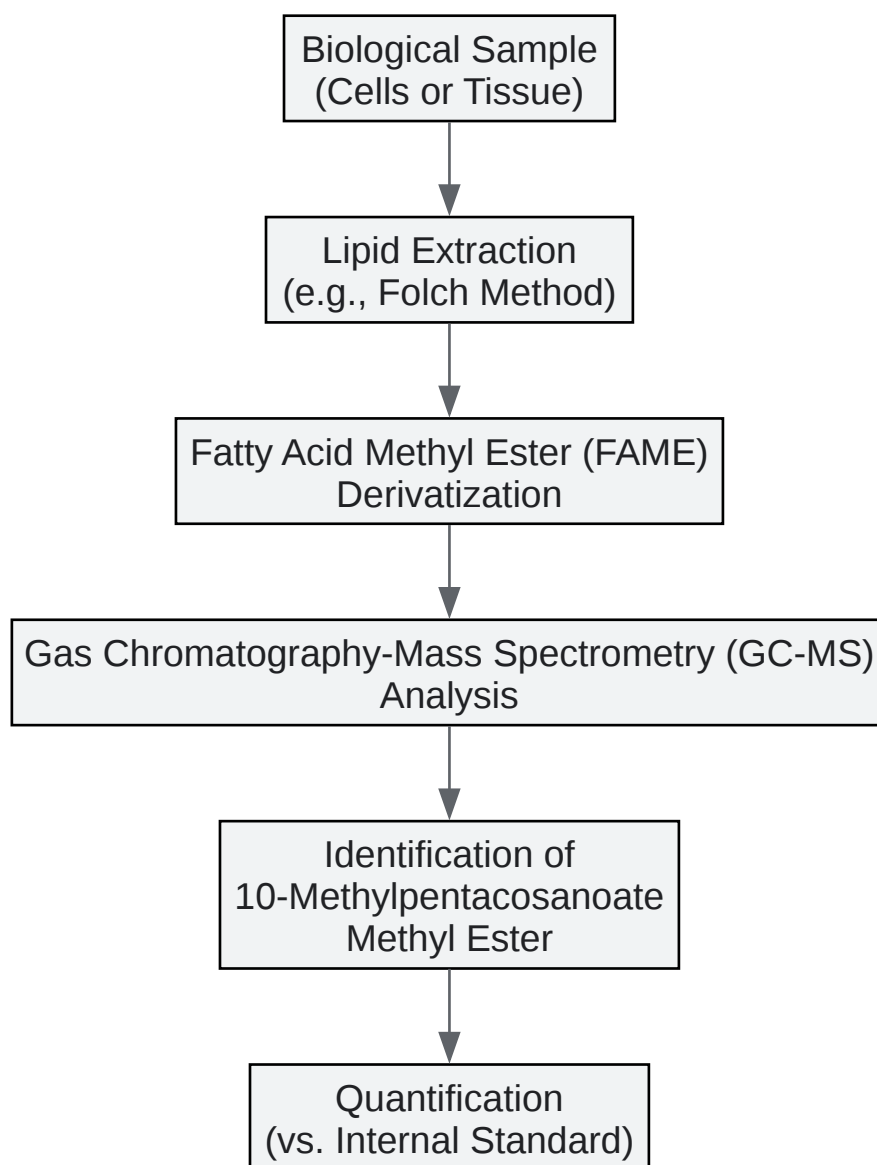 Biological Sample
(Cells or Tissue)
Lipid Extraction
(e.g., Folch Method)
Fatty Acid Methyl Ester (FAME)
Derivatization
Gas Chromatography-Mass Spectrometry (GC-MS)
Analysis
Identification of
10-Methylpentacosanoate
Methyl Ester
Quantification
(vs. Internal Standard)